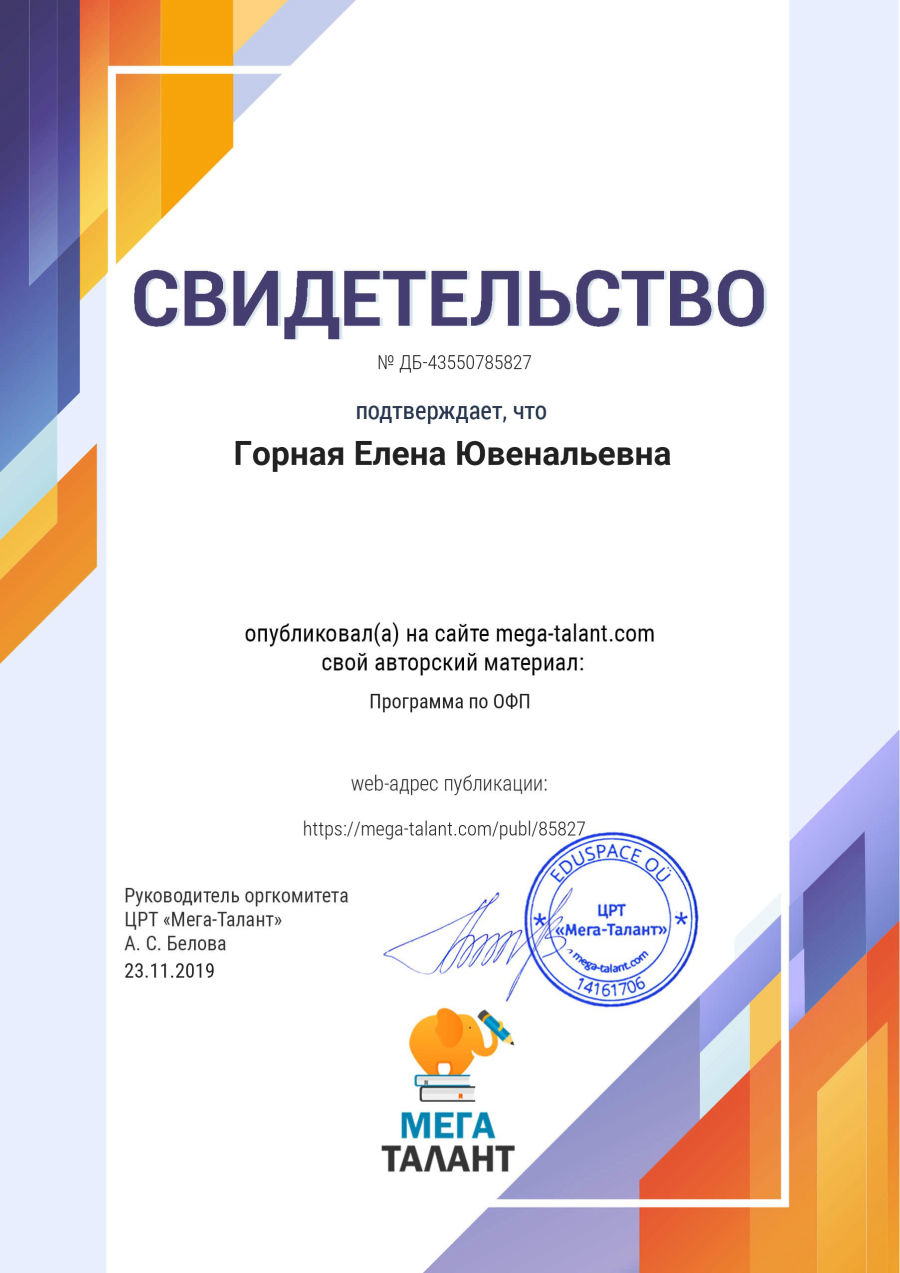 СВИДЕТЕЛЬСТВО
№ ДБ-43550785827
подтверждает, что
Горная Елена Ювенальевна
опубликовал(а) на сайте mega-talant.com
свой авторский материал:
Программа по ОФП
web-адрес публикации:
https://mega-talant.com/publ/85827
Руководитель оргкомитета
ЦРТ «Мега-Талант»
А. С. Белова
23.11.2019
EDUSPACE OÜ
ЦРТ
«Мега-Талант»
mega-talant.com
14161706
МЕГА
ТАЛАНТ